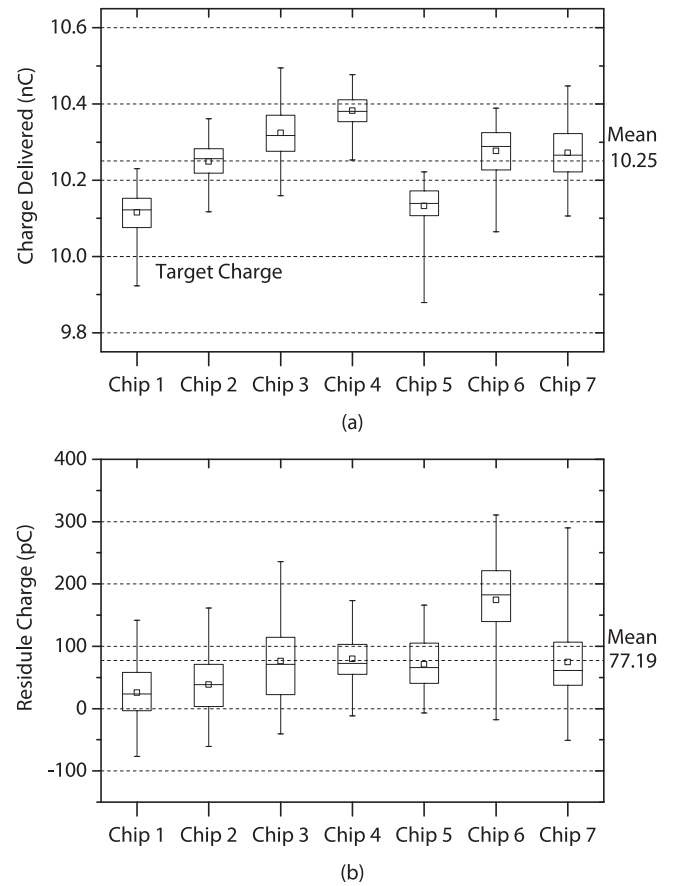 10.6
10.4
10.2
10.0
9.8
Charge Delivered (nC)
Mean
10.25
Target Charge
Chip 1 Chip 2 Chip 3 Chip 4 Chip 5 Chip 6 Chip 7
(a)
400
300
200
100
0
-100
Residule Charge (pC)
Mean
77.19
Chip 1 Chip 2 Chip 3 Chip 4 Chip 5 Chip 6 Chip 7
(b)